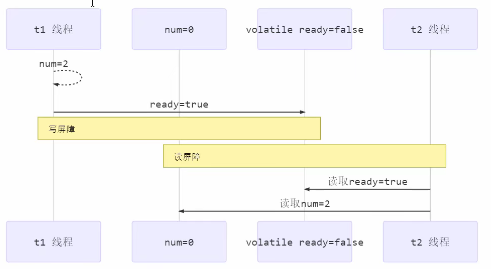 t1 线程
num=0
volatile ready=false
t2 线程
num=2
ready=true
写屏障
读屏障
读取ready=true
读取num=2
t1 线程
num=0
volatile ready=false
t2 线程